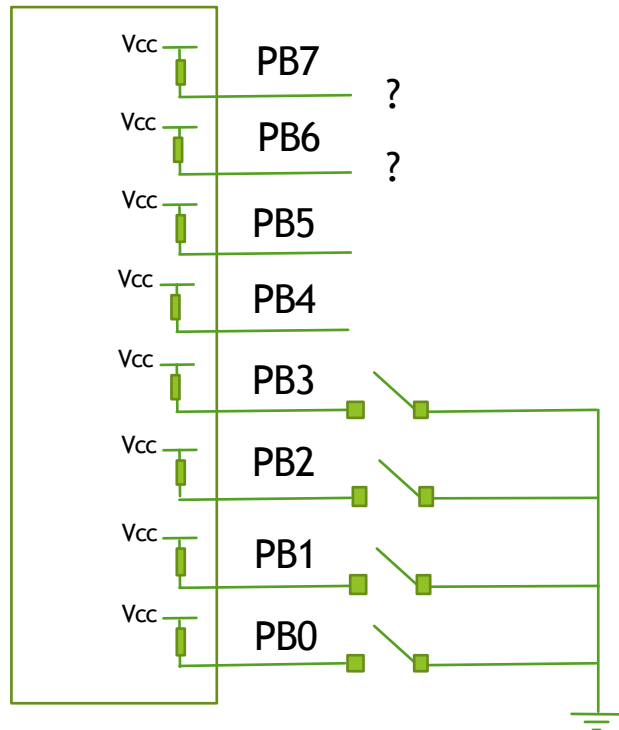 Vcc PB7
?
Vcc PB6
?
Vcc PB5
Vcc PB4
Vcc PB3
Vcc PB2
Vcc PB1
Vcc PB0